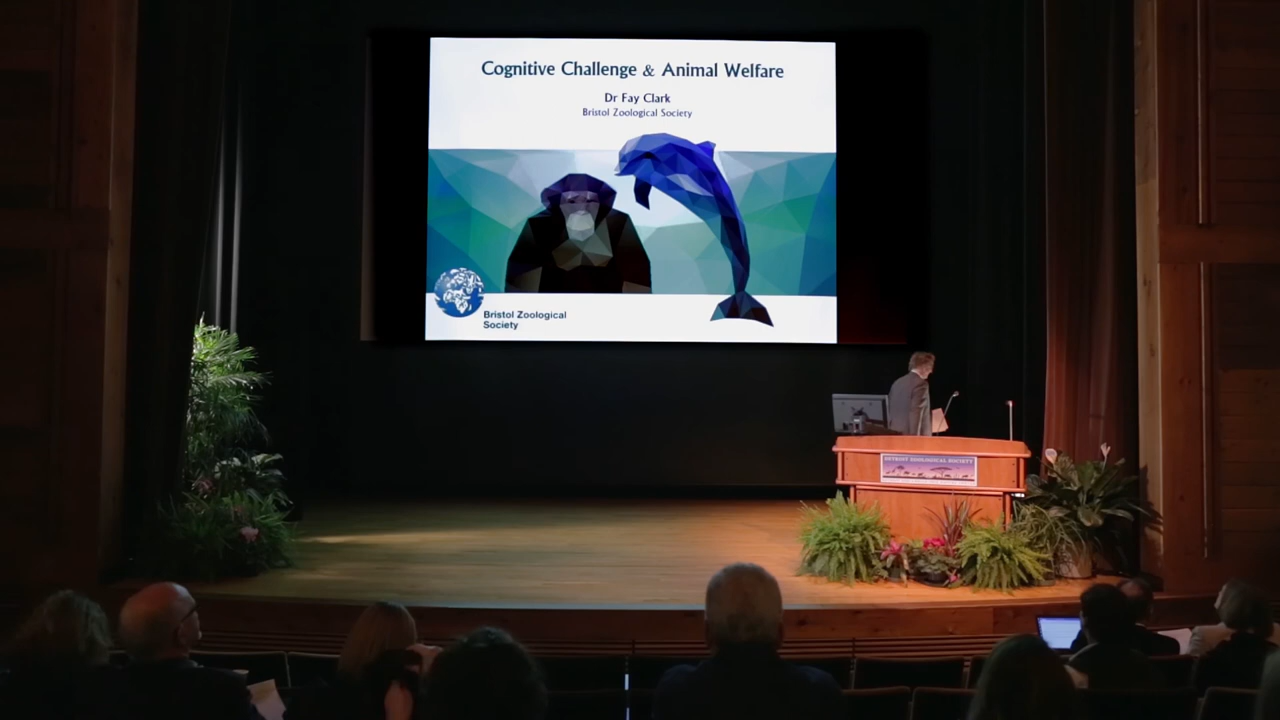 Cognitive Challenge & Animal Welfare
Dr Fay Clark
Bristol Zoological Society
Bristol Zoological
Society
DETROIT ZOOLOGICAL SOCIETY